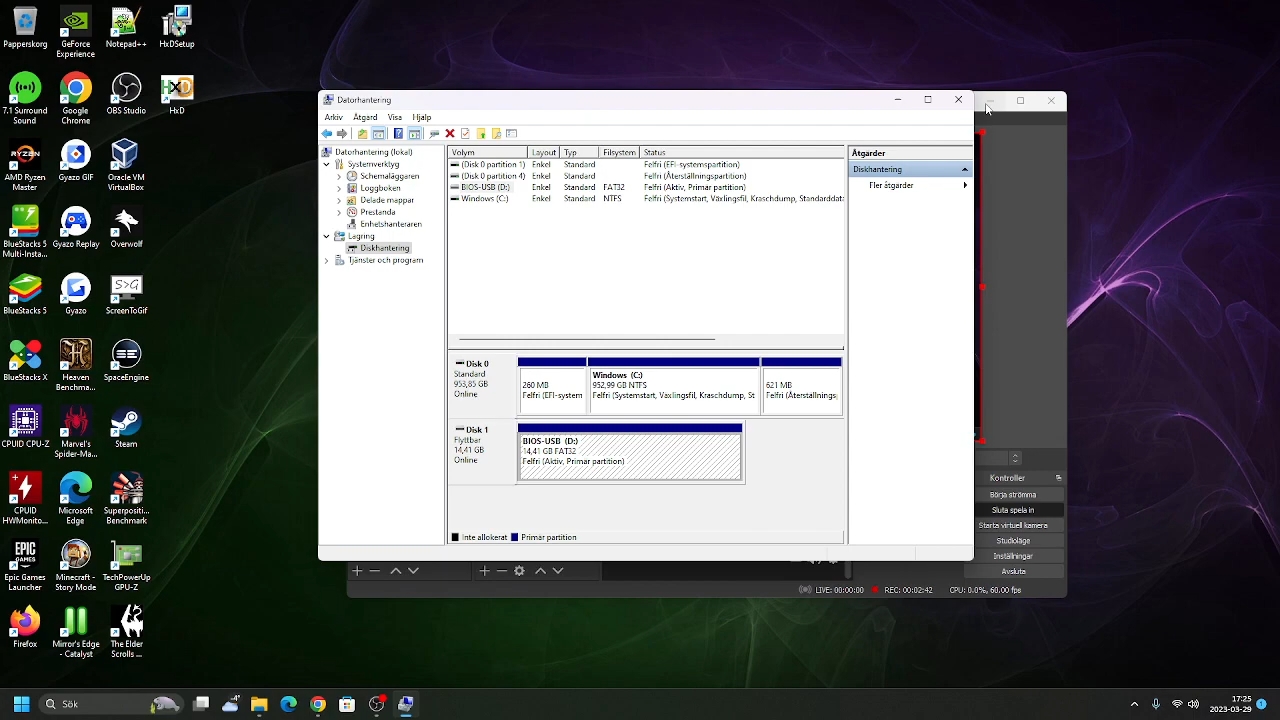 Papperskorg
GeForce Experience
Notepad++
HxDSetup
7.1 Surround Sound
Google Chrome
OBS Studio
HxD
AMD Ryzen Master
Gyazo GIF
Oracle VM VirtualBox
BlueStacks 5 Multi-Insta...
Gyazo Replay
Overwolf
BlueStacks 5
Gyazo
S>G
ScreenToGif
BlueStacks X
Heaven Benchma...
SpaceEngine
CPUID CPU-Z
Marvel's Spider-Ma...
Steam
CPUID HWMonito...
Microsoft Edge
Superpositi... Benchmark
Epic Games Launcher
Minecraft - Story Mode
TechPowerUp GPU-Z
Firefox
Mirror's Edge - Catalyst
The Elder Scrolls ...
Datorhantering
Arkiv Åtgärd Visa Hjälp
Datorhantering (lokal)
Systemverktyg
Schemaläggaren
Loggboken
Delade mappar
Prestanda
Enhetshanteraren
Lagring
Diskhantering
Tjänster och program
Volym Layout Typ Filsystem Status
(Disk 0 partition 1) Enkel Standard Felfri (EFI-systempartition)
(Disk 0 partition 4) Enkel Standard Felfri (Återställningspartition)
BIOS-USB (D:) Enkel Standard FAT32 Felfri (Aktiv, Primär partition)
Windows (C:) Enkel Standard NTFS Felfri (Systemstart, Växlingsfil, Kraschdump, Standarddata
Åtgärder
Diskhantering
Fler åtgärder
Disk 0
Standard
953,85 GB
Online
260 MB
Felfri (EFI-system
Windows (C:)
952,99 GB NTFS
Felfri (Systemstart, Växlingsfil, Kraschdump, St
621 MB
Felfri (Återställnings
Disk 1
Flyttbar
14,41 GB
Online
BIOS-USB (D:)
14,41 GB FAT32
Felfri (Aktiv, Primär partition)
Inte allokerat Primär partition
Kontroller
Börja strömma
Sluta spela in
Starta virtuell kamera
Studioläge
Inställningar
Avsluta
LIVE: 00:00:00 REC: 00:02:42 CPU: 0.0%, 60.00 fps
Sök
17:25
2023-03-29